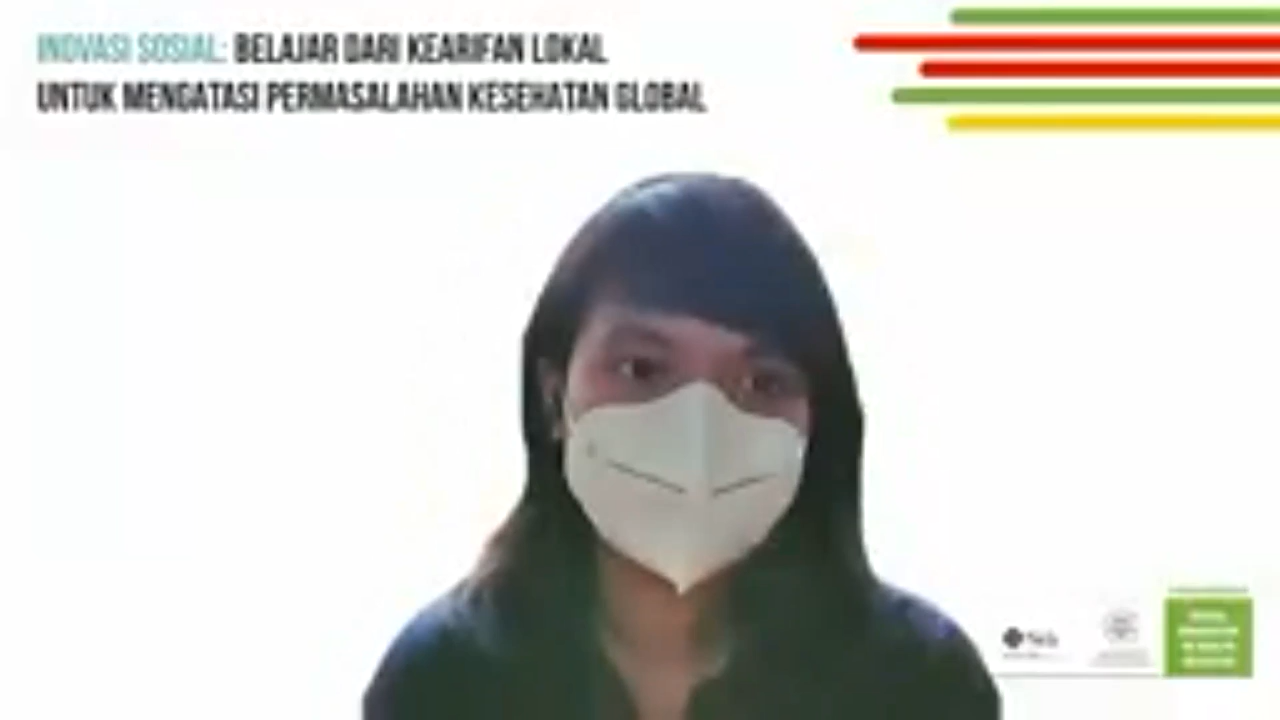 INOVASI SOSIAL: BELAJAR DARI KEARIFAN LOKAL
UNTUK MENGATASI PERMASALAHAN KESEHATAN GLOBAL